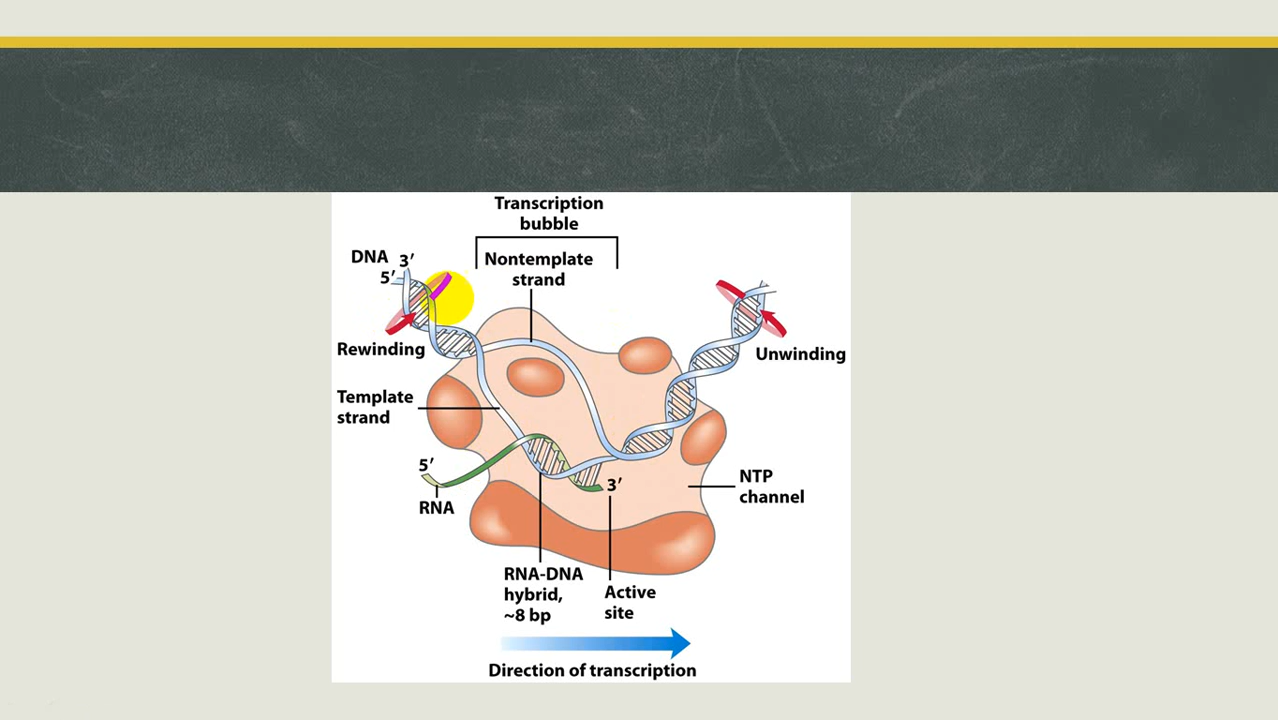 Transcription
bubble
DNA 3′
5′
Nontemplate
strand
Rewinding
Unwinding
Template
strand
5′
RNA
3′
NTP
channel
RNA-DNA
hybrid,
~8 bp
Active
site
Direction of transcription